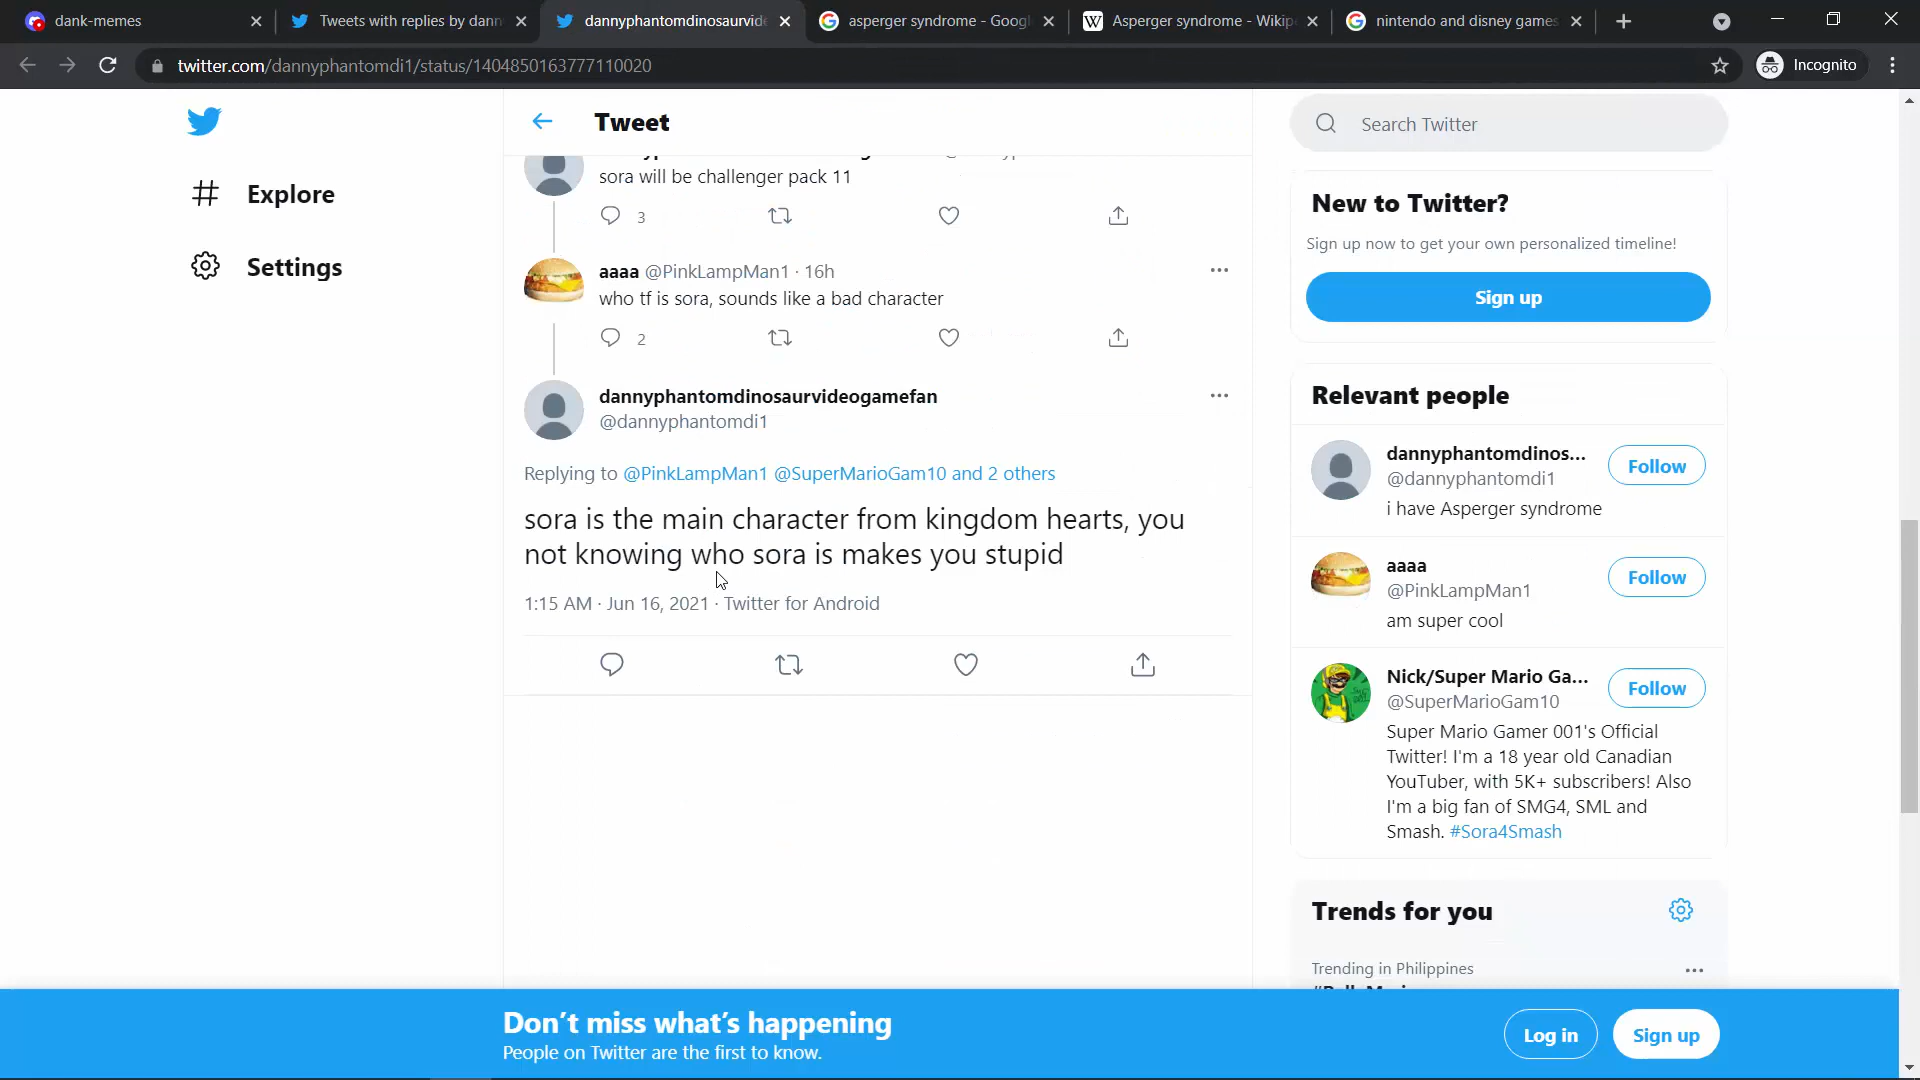 dank-memes
Tweets with replies by dann
dannyphantomdinosaurvide
asperger syndrome - Googl
W Asperger syndrome - Wikip
nintendo and disney games
twitter.com/dannyphantomdi1/status/1404850163777110020
Incognito
Explore
Settings
Tweet
sora will be challenger pack 11
3
aaaa @PinkLampMan1 · 16h
who tf is sora, sounds like a bad character
2
dannyphantomdinosaurvideogamefan
@dannyphantomdi1
Replying to @PinkLampMan1 @SuperMarioGam10 and 2 others
sora is the main character from kingdom hearts, you
not knowing who sora is makes you stupid
1:15 AM · Jun 16, 2021 · Twitter for Android
Search Twitter
New to Twitter?
Sign up now to get your own personalized timeline!
Sign up
Relevant people
dannyphantomdinos...
@dannyphantomdi1
Follow
i have Asperger syndrome
aaaa
@PinkLampMan1
Follow
am super cool
Nick/Super Mario Ga...
@SuperMarioGam10
Follow
Super Mario Gamer 001's Official
Twitter! I'm a 18 year old Canadian
YouTuber, with 5K+ subscribers! Also
I'm a big fan of SMG4, SML and
Smash. #Sora4Smash
Trends for you
Trending in Philippines
Don't miss what's happening
People on Twitter are the first to know.
Log in
Sign up